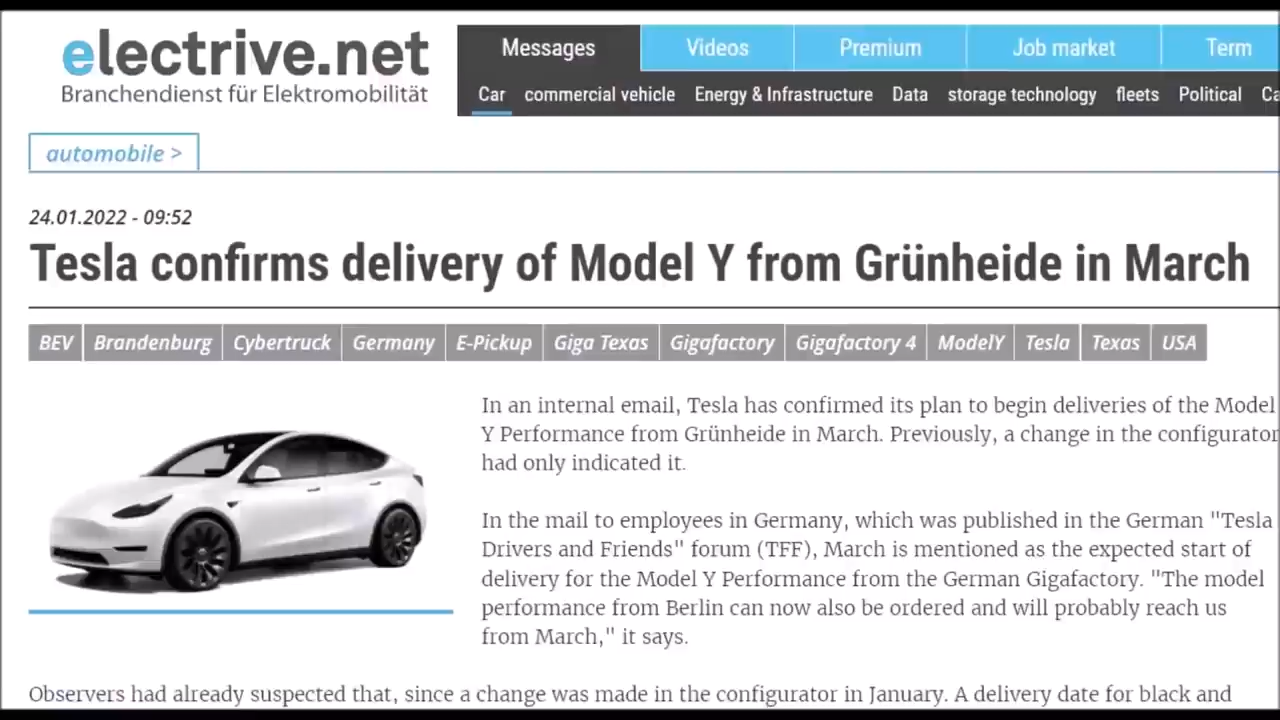 electrive.net
Branchendienst für Elektromobilität
Messages Videos Premium Job market Term
Car commercial vehicle Energy & Infrastructure Data storage technology fleets Political Ca
automobile >
24.01.2022 - 09:52
Tesla confirms delivery of Model Y from Grünheide in March
BEV Brandenburg Cybertruck Germany E-Pickup Giga Texas Gigafactory Gigafactory 4 ModelY Tesla Texas USA
In an internal email, Tesla has confirmed its plan to begin deliveries of the Model
Y Performance from Grünheide in March. Previously, a change in the configurator
had only indicated it.
In the mail to employees in Germany, which was published in the German "Tesla
Drivers and Friends" forum (TFF), March is mentioned as the expected start of
delivery for the Model Y Performance from the German Gigafactory. "The model
performance from Berlin can now also be ordered and will probably reach us
from March," it says.
Observers had already suspected that, since a change was made in the configurator in January. A delivery date for black and